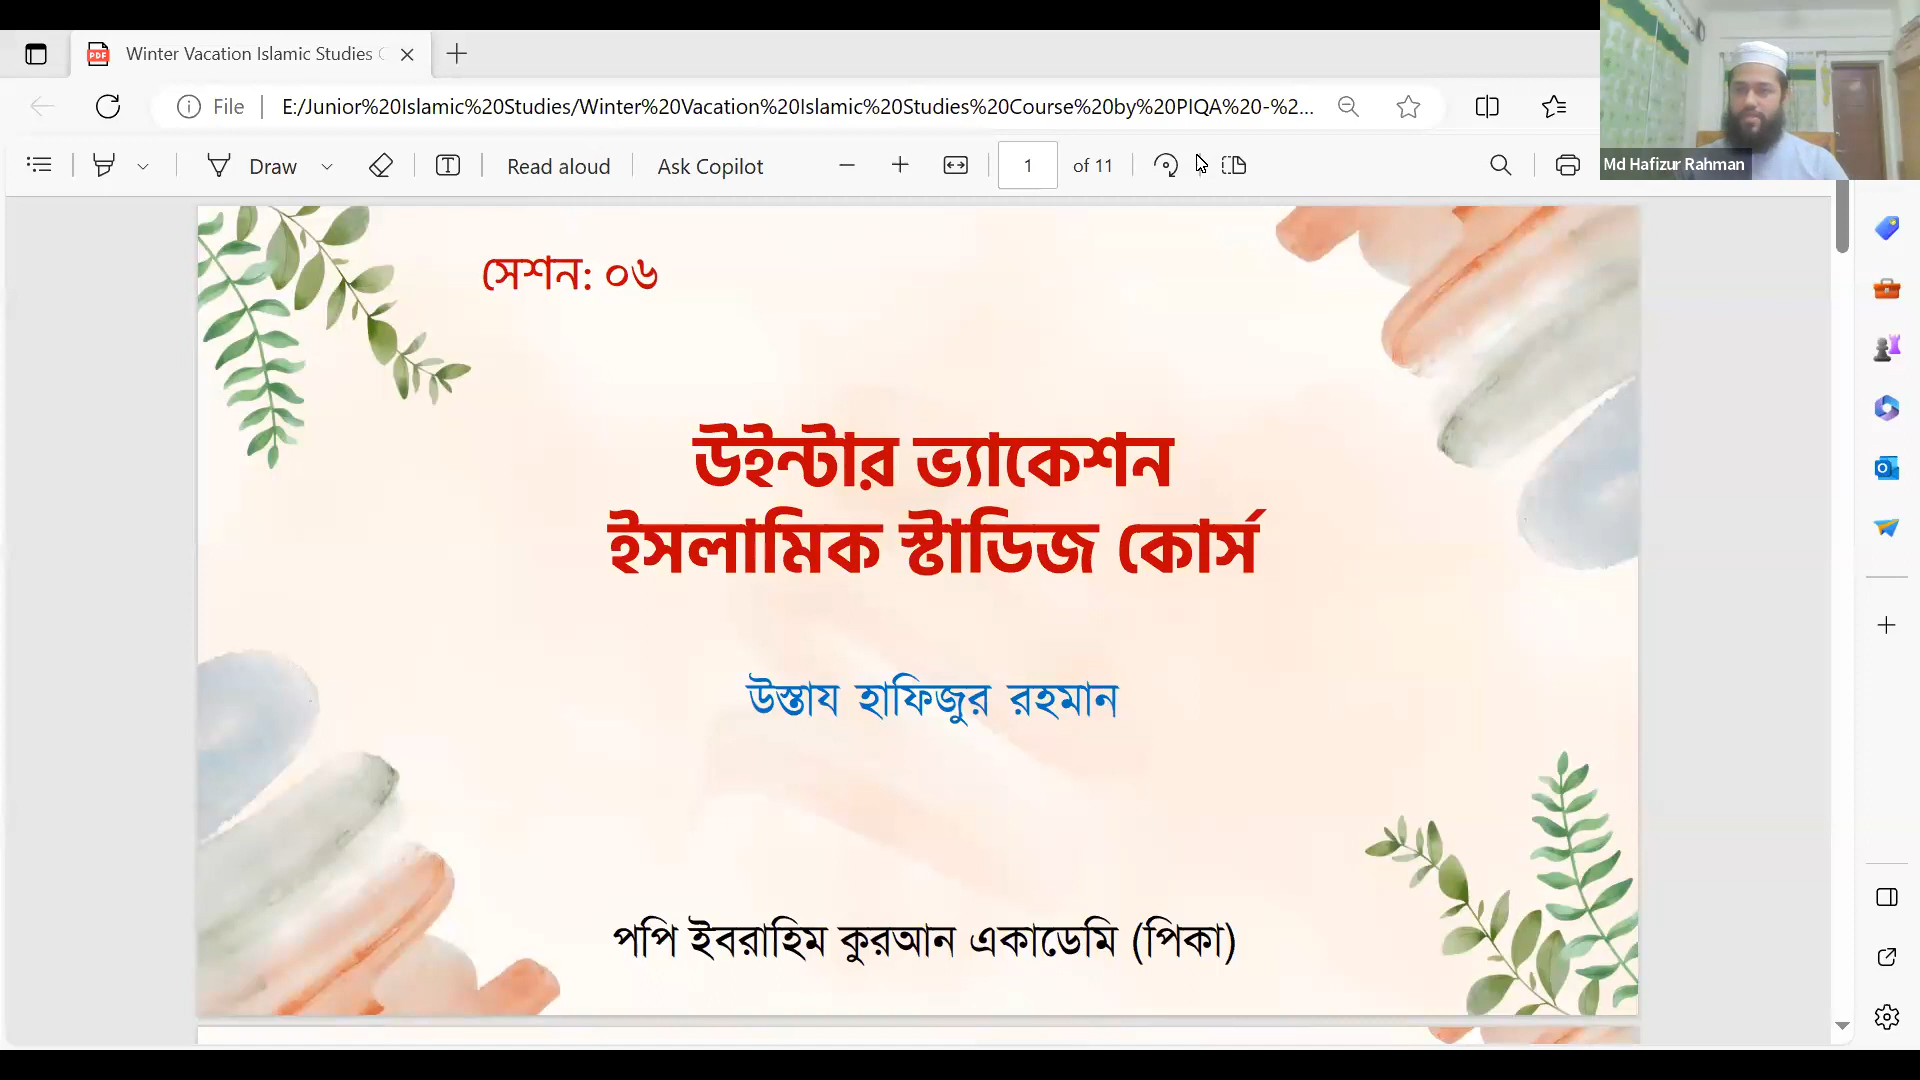 Winter Vacation Islamic Studies
File
E:/Junior%20Islamic%20Studies/Winter%20Vacation%20Islamic%20Studies%20Course%20by%20PIQA%20-%2...
Draw
Read aloud
Ask Copilot
1 of 11
Md Hafizur Rahman
সেশন: ০৬
উইন্টার ভ্যাকেশন
ইসলামিক স্টাডিজ কোর্স
উস্তায হাফিজুর রহমান
পপি ইবরাহিম কুরআন একাডেমি (পিকা)